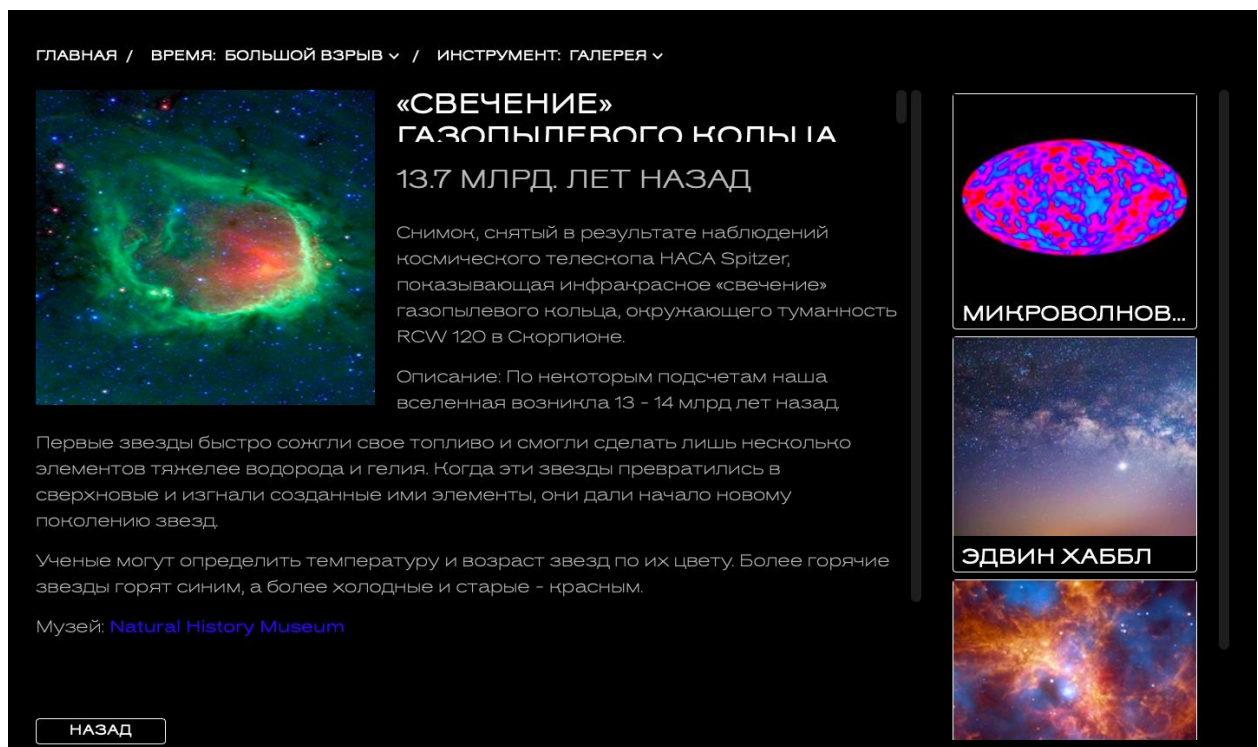 ГЛАВНАЯ / ВРЕМЯ: БОЛЬШОЙ ВЗРЫВ / ИНСТРУМЕНТ: ГАЛЕРЕЯ
«СВЕЧЕНИЕ»
ГАЗОПЫЛЕВОГО КОЛЬЦА
13.7 МЛРД. ЛЕТ НАЗАД
Снимок, снятый в результате наблюдений
космического телескопа НАСА Spitzer,
показывающая инфракрасное «свечение»
газопылевого кольца, окружающего туманность
RCW 120 в Скорпионе.
Описание: По некоторым подсчетам наша
вселенная возникла 13 - 14 млрд лет назад.
Первые звезды быстро сожгли свое топливо и смогли сделать лишь несколько
элементов тяжелее водорода и гелия. Когда эти звезды превратились в
сверхновые и изгнали созданные ими элементы, они дали начало новому
поколению звезд.
Ученые могут определить температуру и возраст звезд по их цвету. Более горячие
звезды горят синим, а более холодные и старые - красным.
Музей: Natural History Museum
НАЗАД
МИКРОВОЛНОВ...
ЭДВИН ХАББЛ